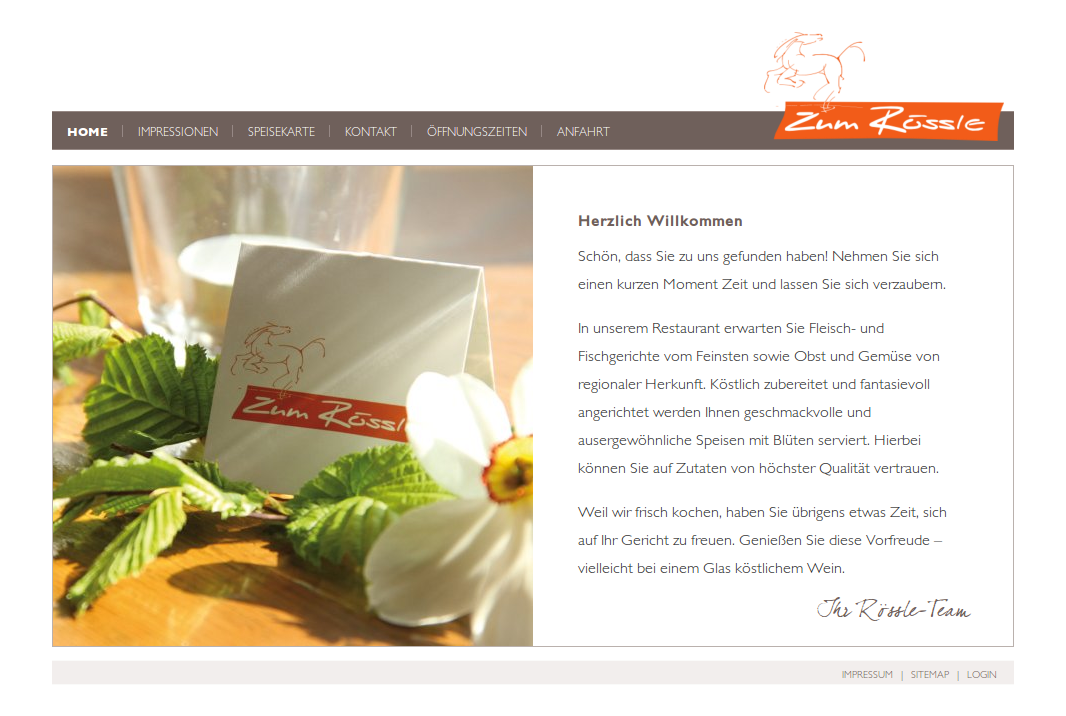 Zum Rössle
HOME | IMPRESSIONEN | SPEISEKARTE | KONTAKT | ÖFFNUNGSZEITEN | ANFAHRT
Zum Rössl
Herzlich Willkommen
Schön, dass Sie zu uns gefunden haben! Nehmen Sie sich
einen kurzen Moment Zeit und lassen Sie sich verzaubern.
In unserem Restaurant erwarten Sie Fleisch- und
Fischgerichte vom Feinsten sowie Obst und Gemüse von
regionaler Herkunft. Köstlich zubereitet und fantasievoll
angerichtet werden Ihnen geschmackvolle und
ausergewöhnliche Speisen mit Blüten serviert. Hierbei
können Sie auf Zutaten von höchster Qualität vertrauen.
Weil wir frisch kochen, haben Sie übrigens etwas Zeit, sich
auf Ihr Gericht zu freuen. Genießen Sie diese Vorfreude –
vielleicht bei einem Glas köstlichem Wein.
Ihr Rössle-Team
IMPRESSUM | SITEMAP | LOGIN